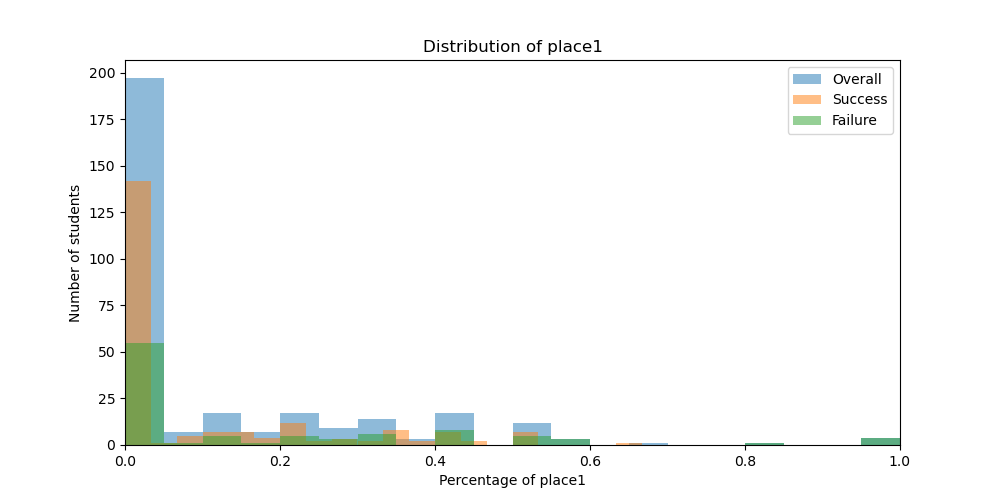 Distribution of place1
Overall
Success
Failure
Number of students
200
175
150
125
100
75
50
25
0
0.0 0.2 0.4 0.6 0.8 1.0
Percentage of place1